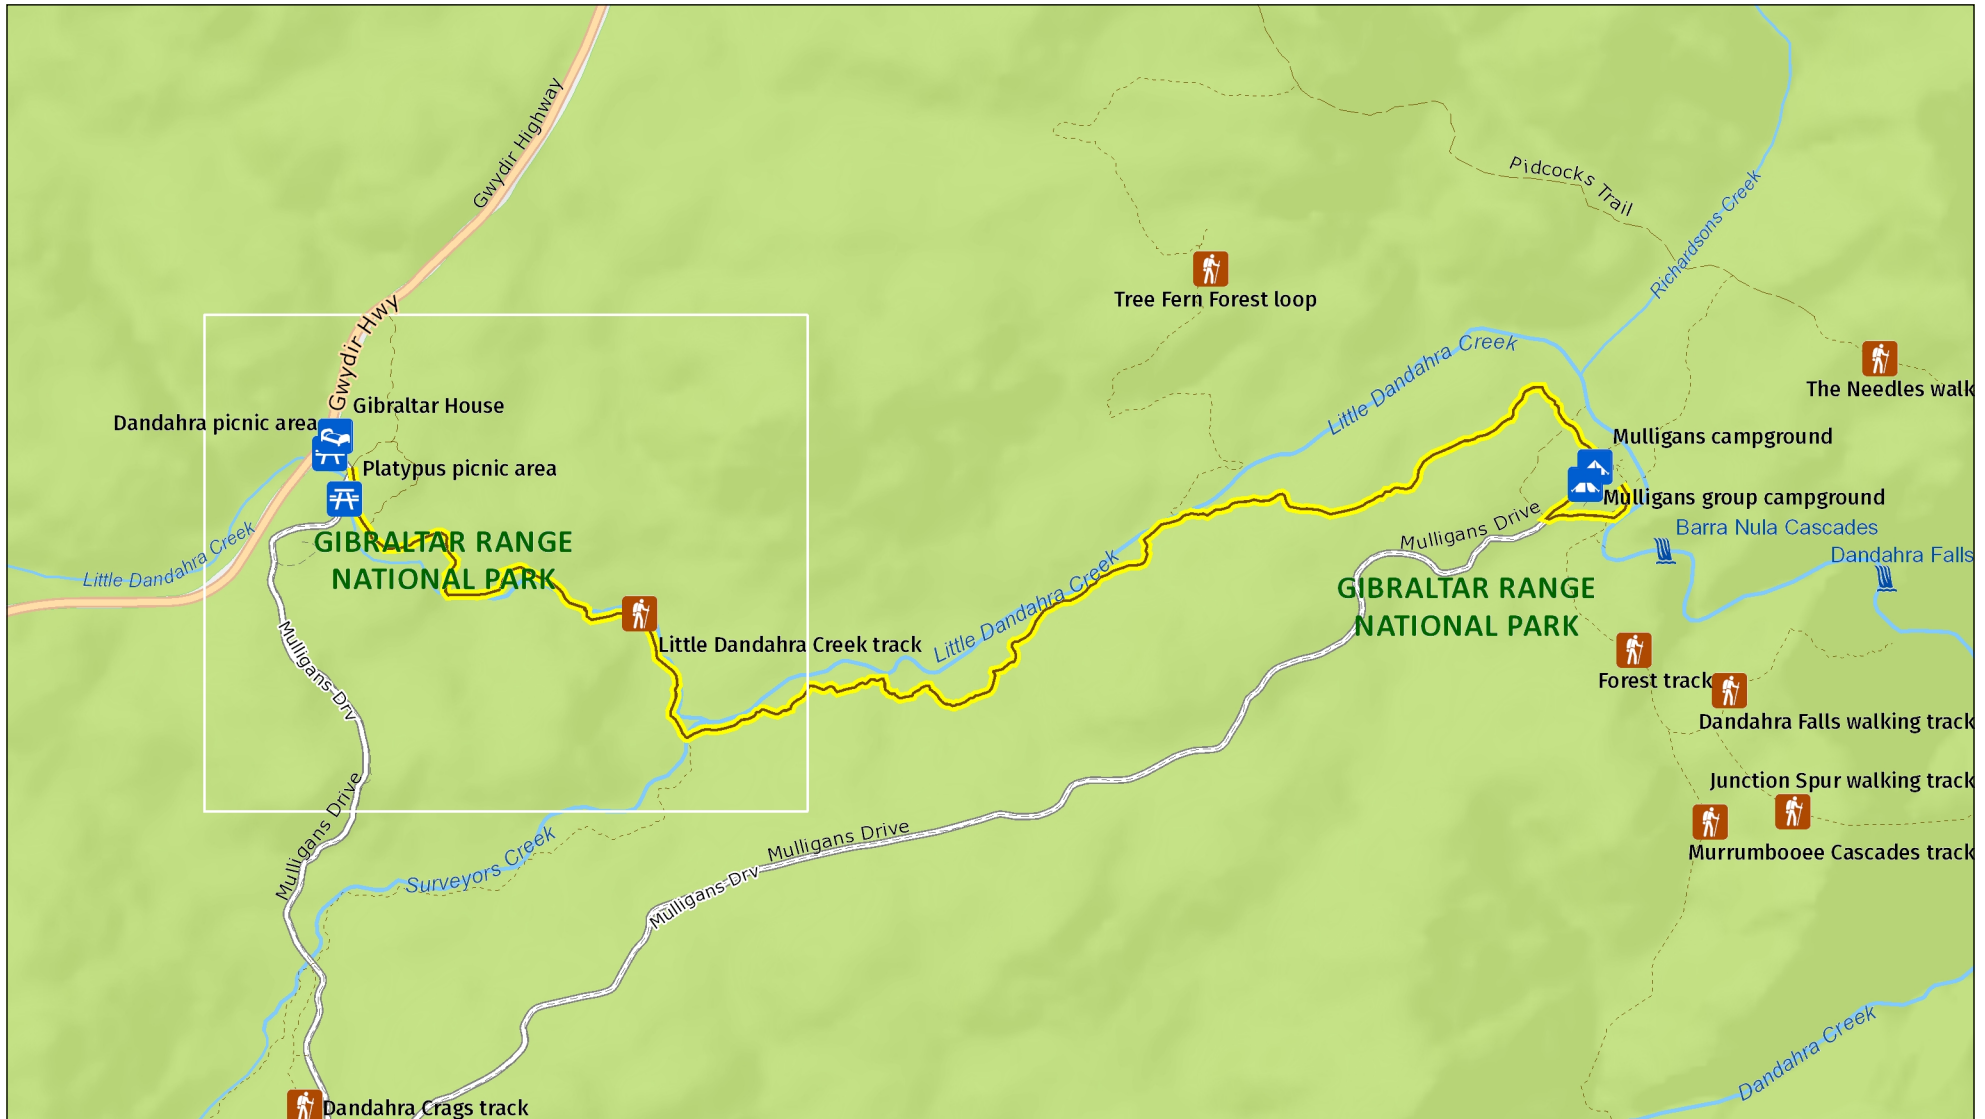 Gwydir Highway
Pidcocks Trail
Richardsons Creek
Tree Fern Forest loop
Gwydir Hwy
Little Dandahra Creek
The Needles walk
Gibraltar House
Dandahra picnic area
Mulligans campground
Platypus picnic area
Mulligans group campground
Mulligans Drive
Barra Nula Cascades
Little Dandahra Creek
GIBRALTAR RANGE
NATIONAL PARK
Dandahra Falls
Little Dandahra Creek
GIBRALTAR RANGE
NATIONAL PARK
Little Dandahra Creek track
Mulligans Drv
Forest track
Dandahra Falls walking track
Junction Spur walking track
Mulligans Drive
Mulligans Drive
Murrumbooee Cascades track
Surveyors Creek
Mulligans Drv
Dandahra Creek
Dandahra Crags track